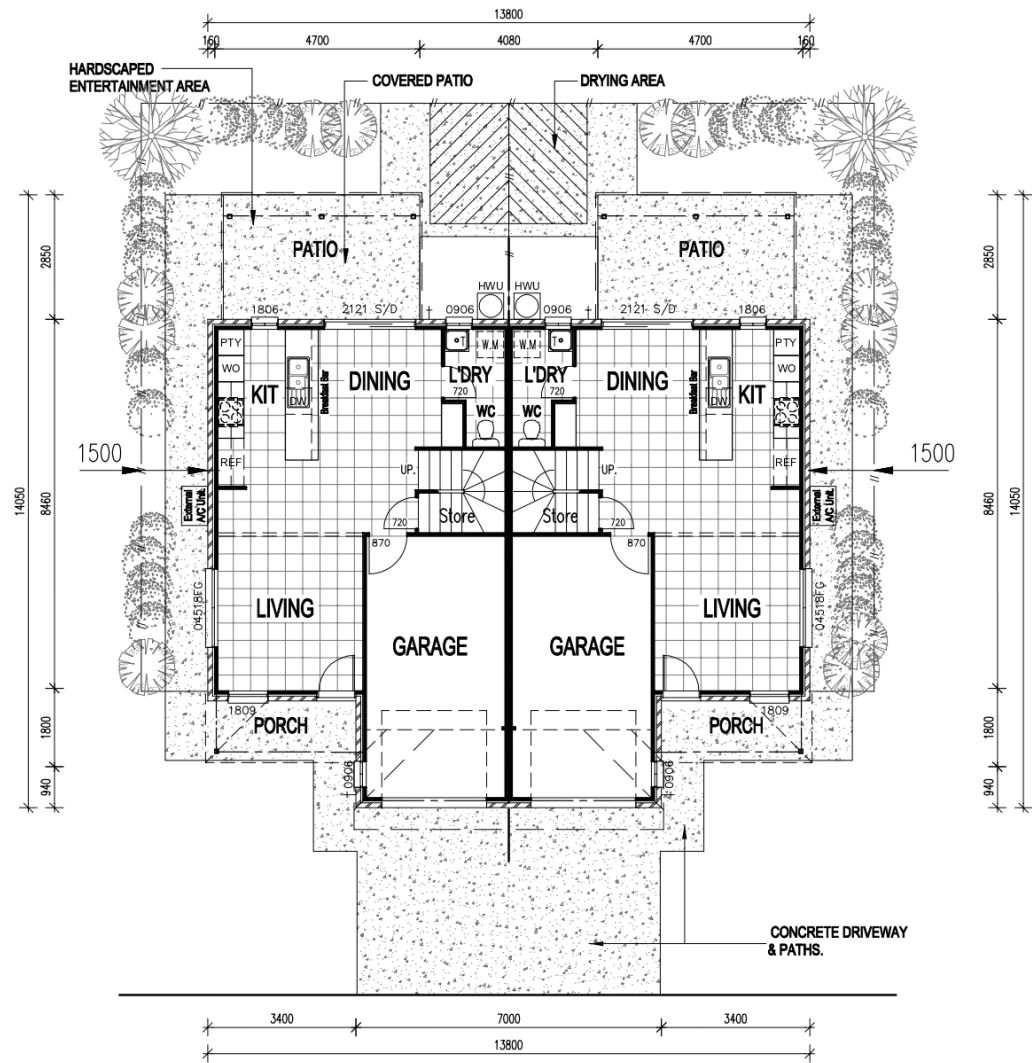 13800
160 4700 4080 4700 160
HARDSCAPED
ENTERTAINMENT AREA
COVERED PATIO
DRYING AREA
2850
2850
PATIO
PATIO
HWU HWU
1806 2121 S/D 0906 0906 2121 S/D 1806
PTY
WO
KIT
DW
Breakfast Bar
DINING
T
W.M
L'DRY
720
WC
REF
W.M
T
L'DRY
720
WC
DINING
Breakfast Bar
DW
KIT
PTY
WO
REF
1500
1500
UP.
UP.
14050
8460
8460
14050
External
A/C Unit.
External
A/C Unit.
Store
Store
720
720
870
870
04518FG
04518FG
LIVING
LIVING
GARAGE
GARAGE
1809
1809
PORCH
PORCH
1800
1800
0906
0906
940
940
CONCRETE DRIVEWAY
& PATHS.
3400 7000 3400
13800